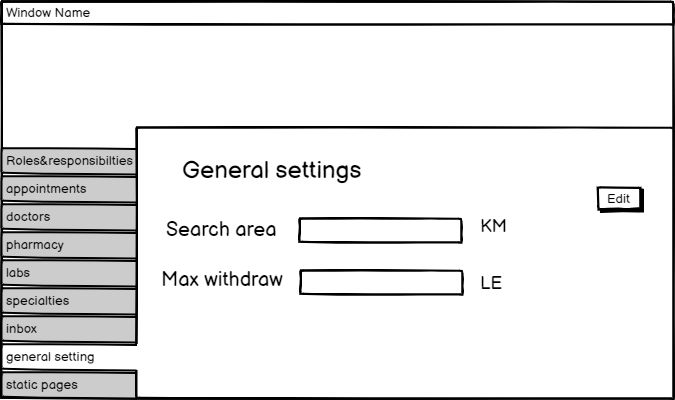 Window Name
Roles&responsibilties
appointments
doctors
pharmacy
labs
specialties
inbox
general setting
static pages
General settings
Edit
Search area
KM
Max withdraw
LE